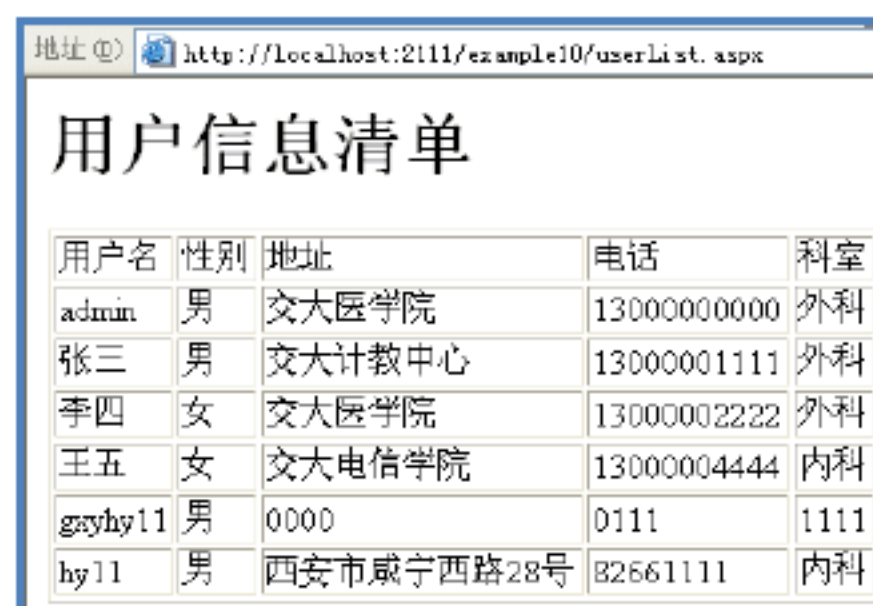 地址(D) http://localhost:2111/example10/userList.aspx
用户信息清单
用户名 性别 地址 电话 科室
admin 男 交大医学院 13000000000 外科
张三 男 交大计教中心 13000001111 外科
李四 女 交大医学院 13000002222 外科
王五 女 交大电信学院 13000004444 内科
gxyhy11 男 0000 0111 1111
hy11 男 西安市咸宁西路28号 82661111 内科